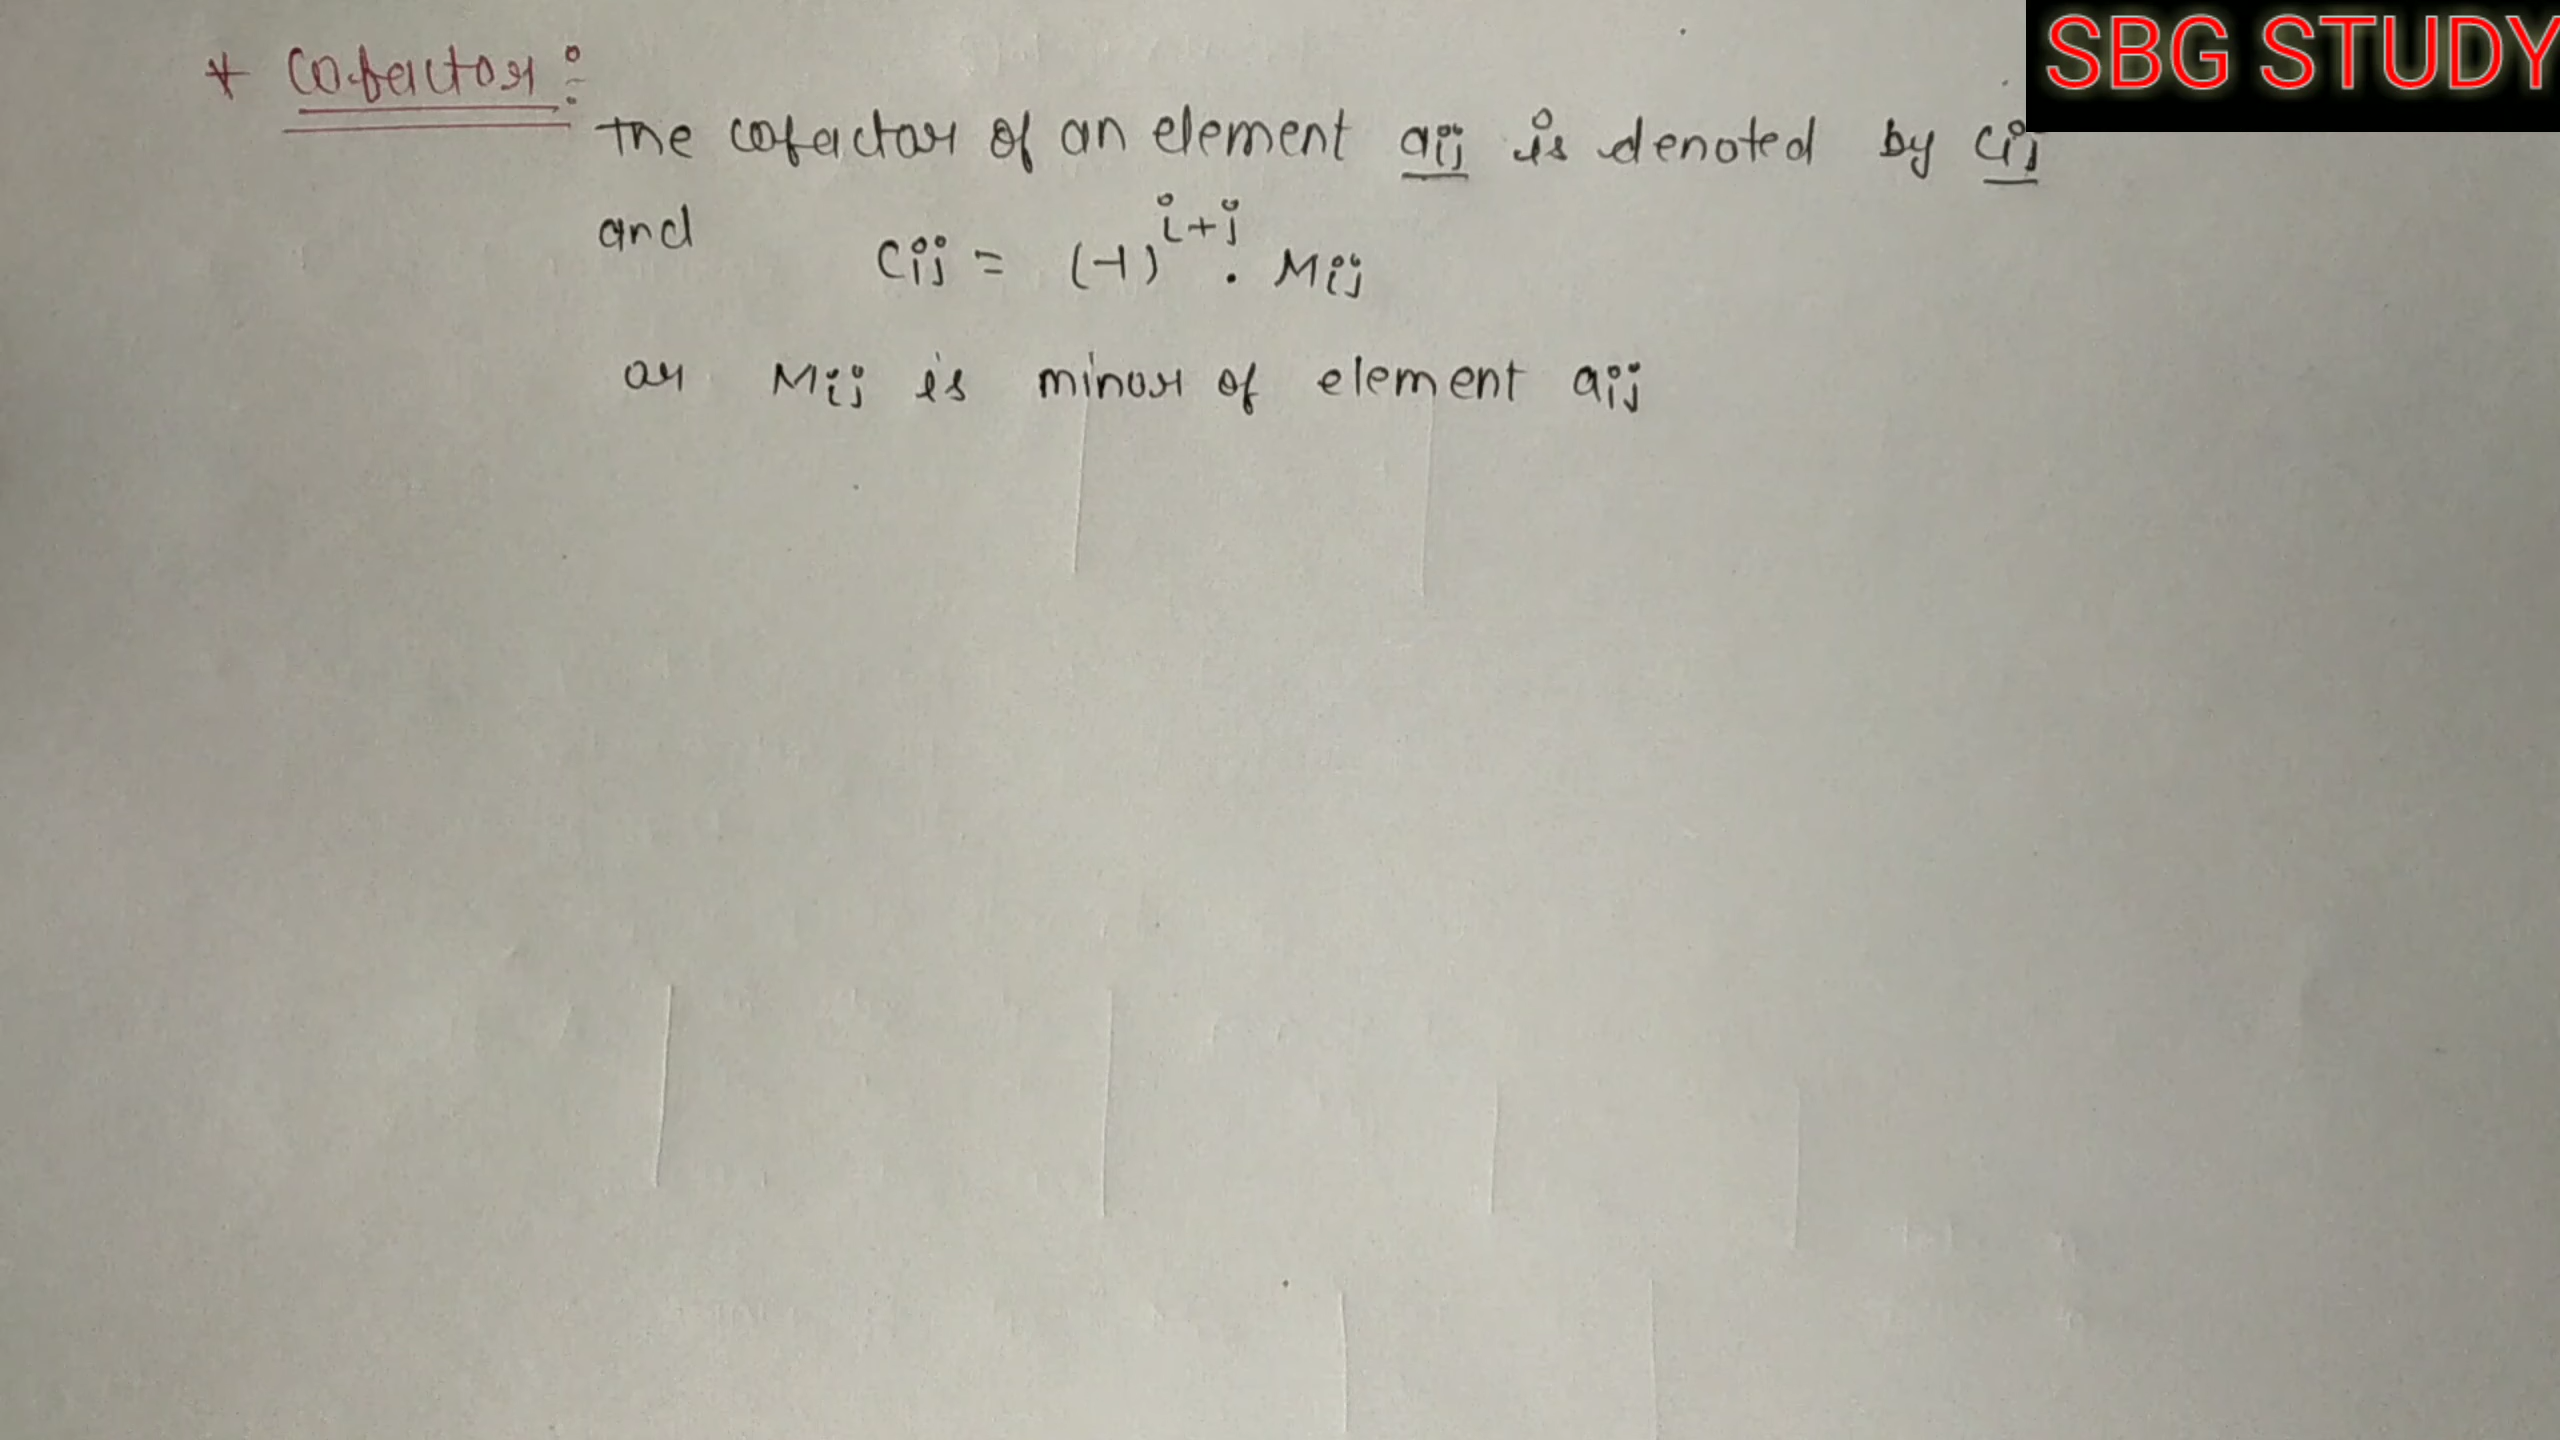 SBG STUDY
* Cofactor :
The cofactor of an element aij is denoted by Cij
and
Cij = (-1)^{i+j} . Mij
or Mij is minor of element aij